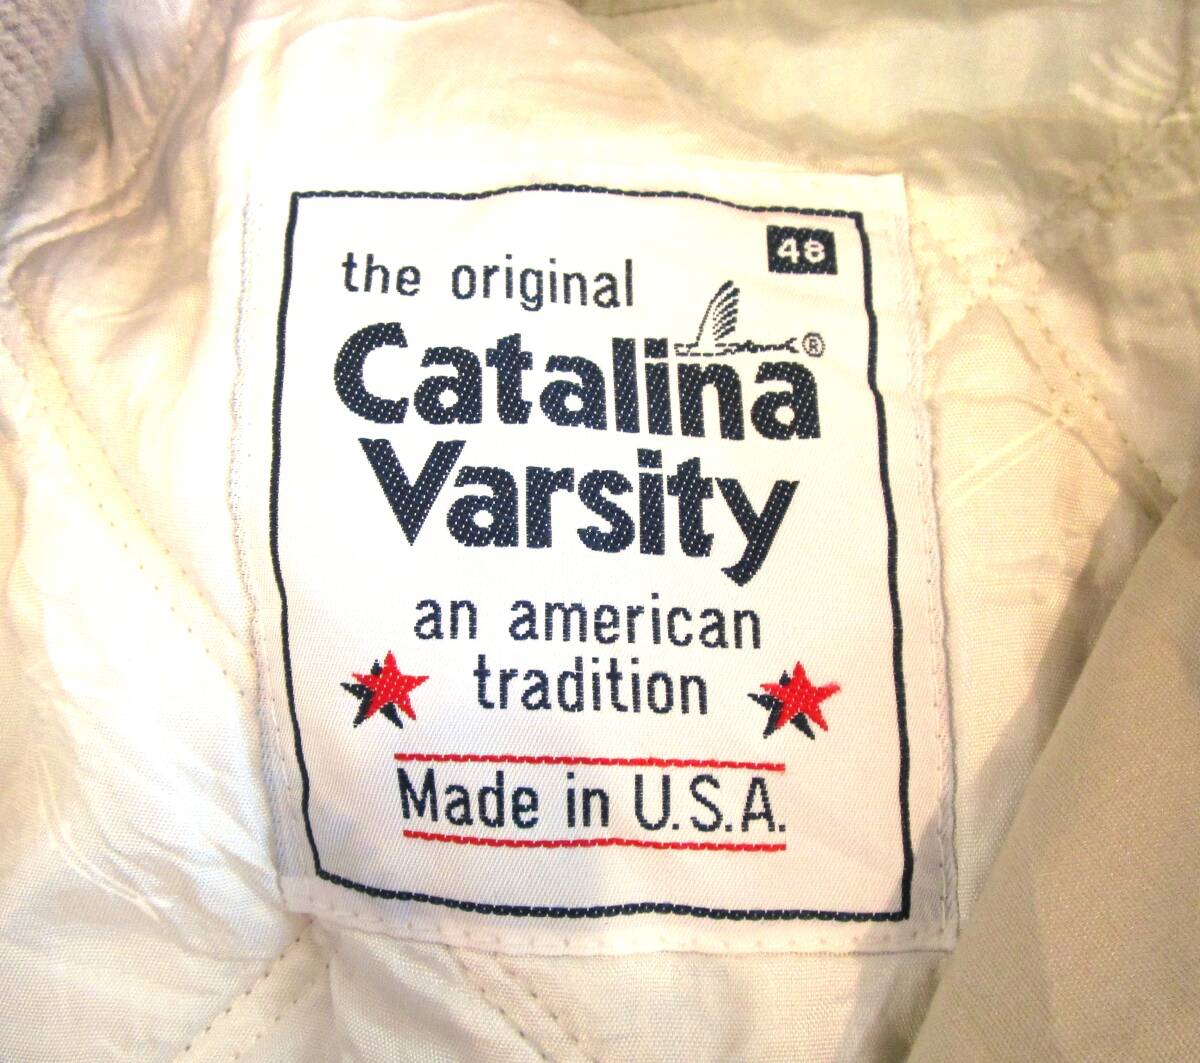 48
the original
Catalina ®
Varsity
an american
tradition
Made in U.S.A.